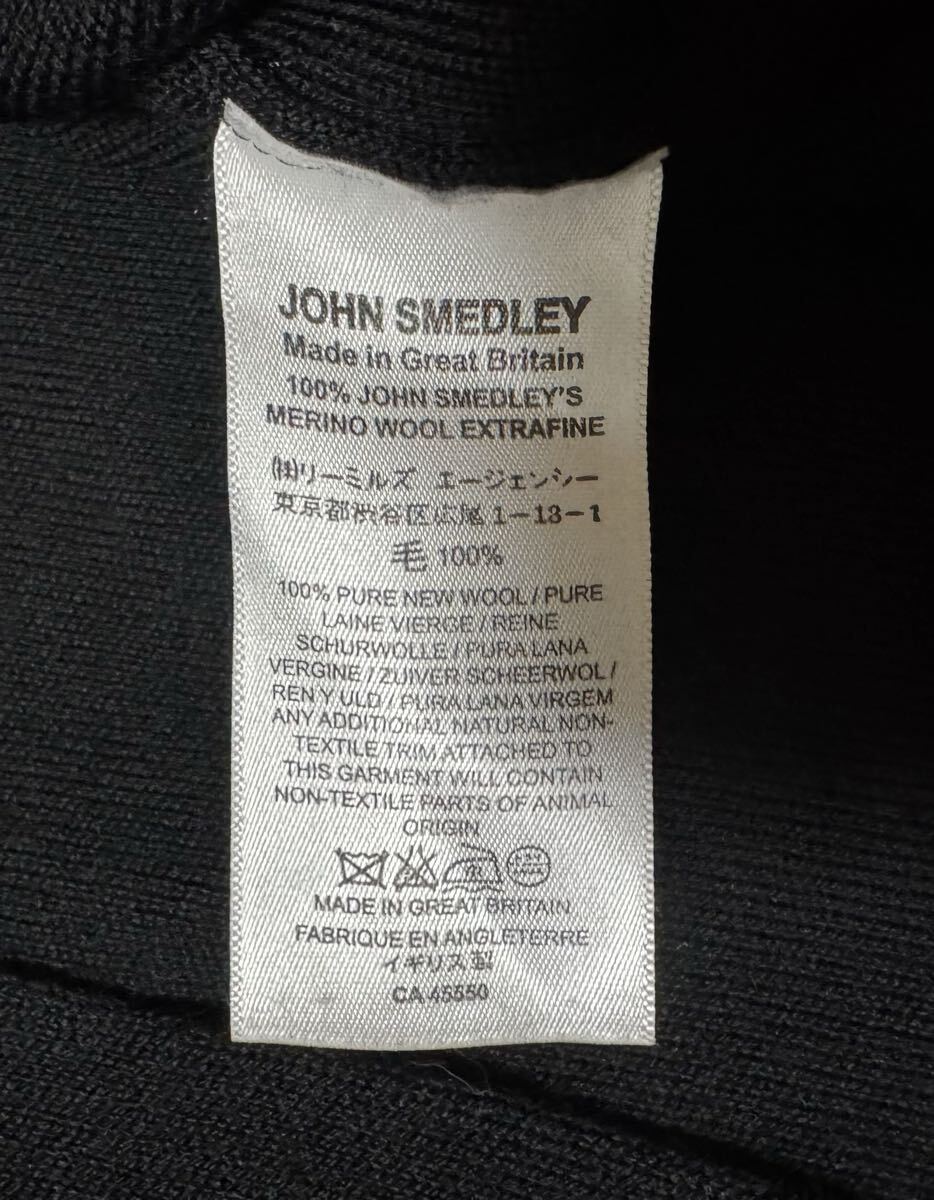 JOHN SMEDLEY
Made in Great Britain
100% JOHN SMEDLEY'S
MERINO WOOL EXTRAFINE
㈱リーミルズ エージェンシー
東京都渋谷区広尾1-13-1
毛 100%
100% PURE NEW WOOL / PURE
LAINE VIERGE / REINE
SCHURWOLLE / PURA LANA
VERGINE / ZUIVER SCHEERWOL /
REN Y ULD / PURA LANA VIRGEM
ANY ADDITIONAL NATURAL NON-
TEXTILE TRIM ATTACHED TO
THIS GARMENT WILL CONTAIN
NON-TEXTILE PARTS OF ANIMAL
ORIGIN
MADE IN GREAT BRITAIN
FABRIQUE EN ANGLETERRE
イギリス製
CA 45550